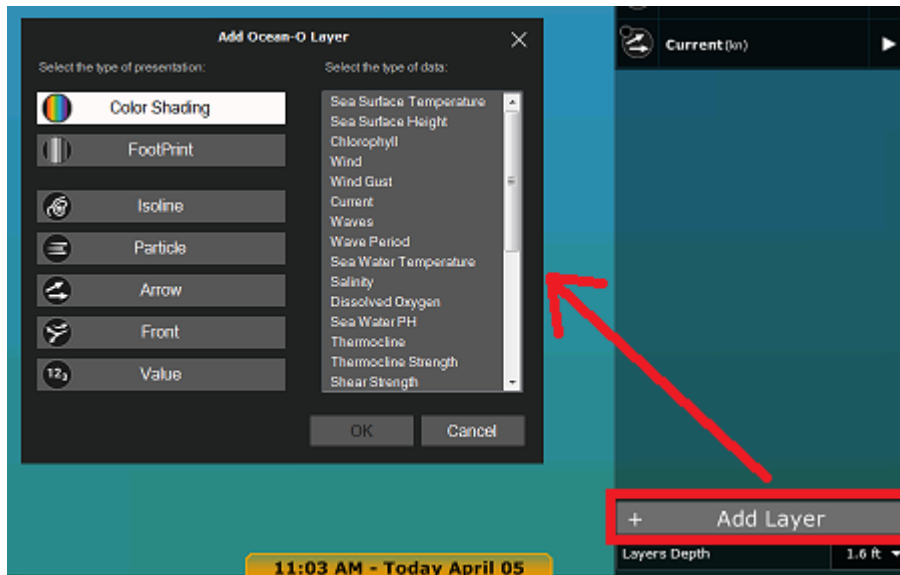 Add Ocean-O Layer
Select the type of presentation:
Select the type of data:
Color Shading
FootPrint
Isoline
Particle
Arrow
Front
123
Value
Sea Surface Temperature
Sea Surface Height
Chlorophyll
Wind
Wind Gust
Current
Waves
Wave Period
Sea Water Temperature
Salinity
Dissolved Oxygen
Sea Water PH
Thermocline
Thermocline Strength
Shear Strength
OK
Cancel
Current (kn)
+ Add Layer
Layers Depth
1.6 ft
11:03 AM - Today April 05